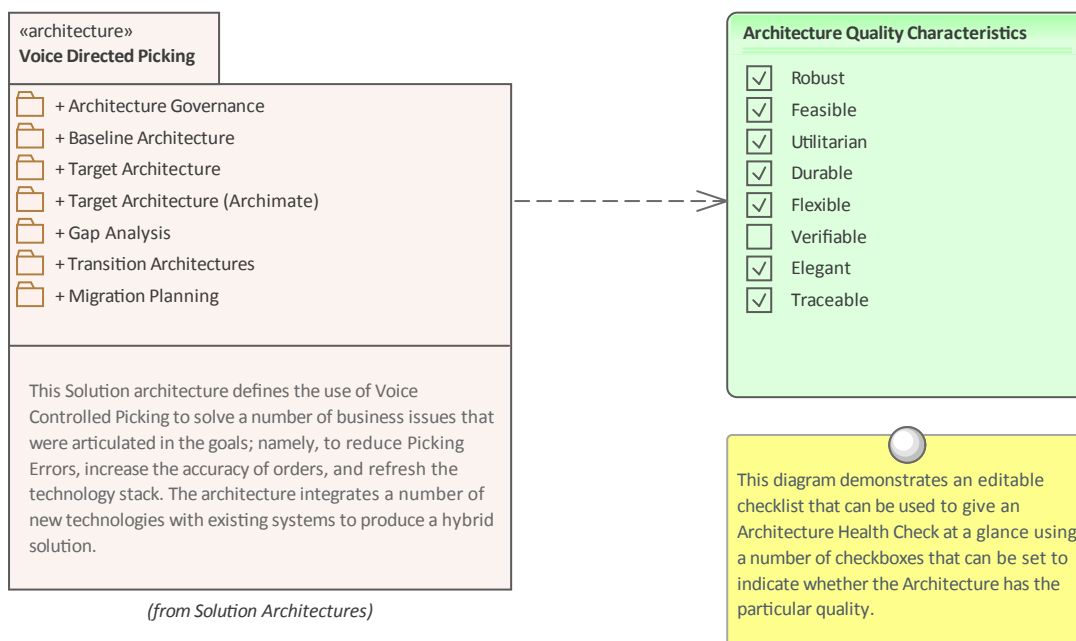 «architecture»
Voice Directed Picking
+ Architecture Governance
+ Baseline Architecture
+ Target Architecture
+ Target Architecture (Archimate)
+ Gap Analysis
+ Transition Architectures
+ Migration Planning
This Solution architecture defines the use of Voice
Controlled Picking to solve a number of business issues that
were articulated in the goals; namely, to reduce Picking
Errors, increase the accuracy of orders, and refresh the
technology stack. The architecture integrates a number of
new technologies with existing systems to produce a hybrid
solution.
(from Solution Architectures)
Architecture Quality Characteristics
Robust
Feasible
Utilitarian
Durable
Flexible
Verifiable
Elegant
Traceable
This diagram demonstrates an editable
checklist that can be used to give an
Architecture Health Check at a glance using
a number of checkboxes that can be set to
indicate whether the Architecture has the
particular quality.